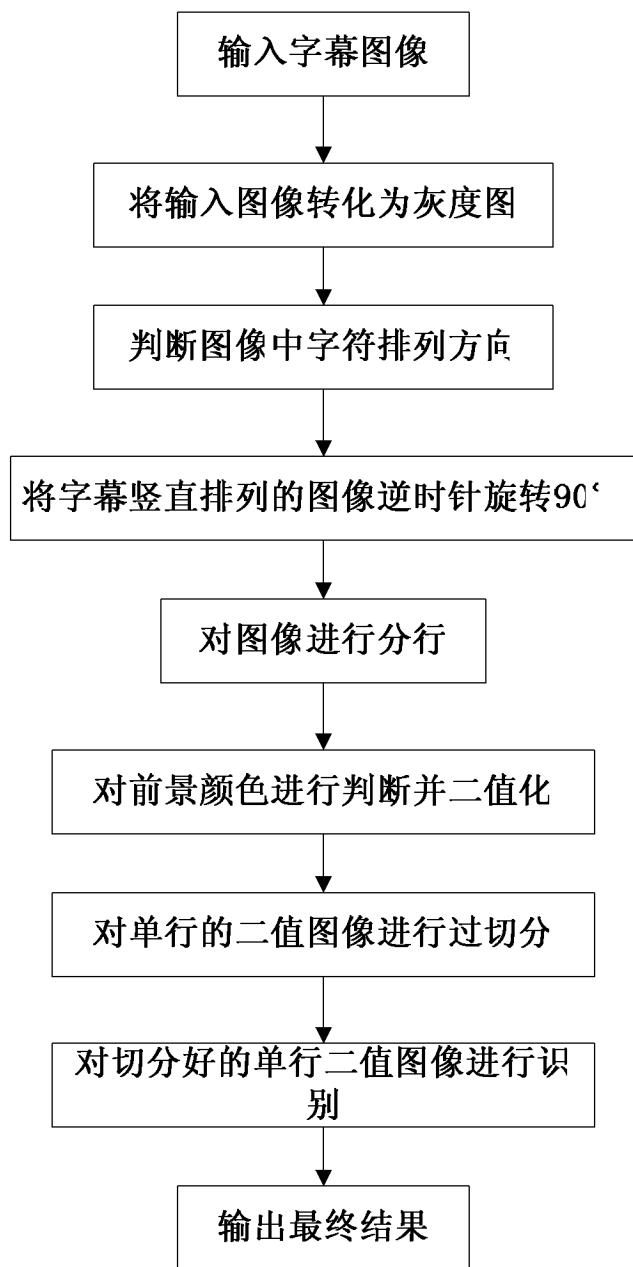 输入字幕图像
将输入图像转化为灰度图
判断图像中字符排列方向
将字幕竖直排列的图像逆时针旋转90°
对图像进行分行
对前景颜色进行判断并二值化
对单行的二值图像进行过切分
对切分好的单行二值图像进行识
别
输出最终结果